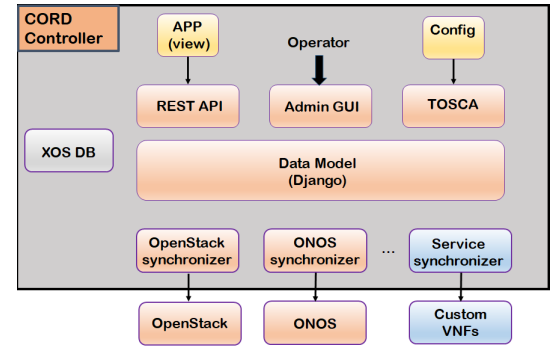 CORD
Controller
APP
(view)
Operator
Config
REST API
Admin GUI
TOSCA
XOS DB
Data Model
(Django)
OpenStack
synchronizer
ONOS
synchronizer
...
Service
synchronizer
OpenStack
ONOS
Custom
VNFs